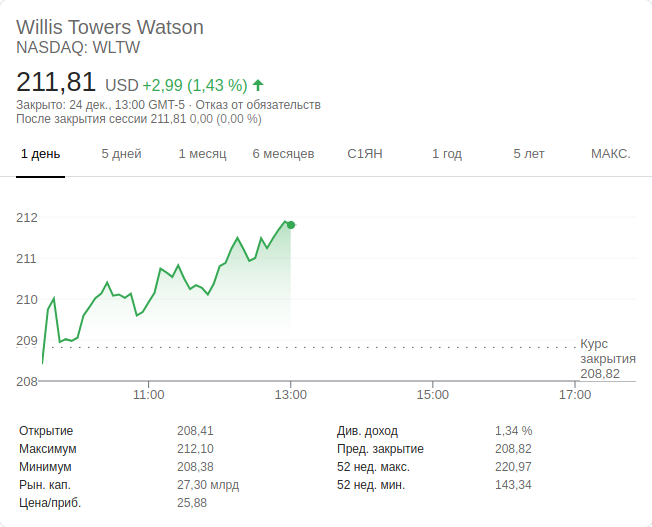 Willis Towers Watson
NASDAQ: WLTW
211,81 USD +2,99 (1,43 %)
Закрыто: 24 дек., 13:00 GMT-5 · Отказ от обязательств
После закрытия сессии 211,81 0,00 (0,00 %)
1 день 5 дней 1 месяц 6 месяцев С1ЯН 1 год 5 лет МАКС.
212
211
210
209
208
Курс
закрытия
208,82
11:00 13:00 15:00 17:00
Открытие 208,41 Див. доход 1,34 %
Максимум 212,10 Пред. закрытие 208,82
Минимум 208,38 52 нед. макс. 220,97
Рын. кап. 27,30 млрд 52 нед. мин. 143,34
Цена/приб. 25,88